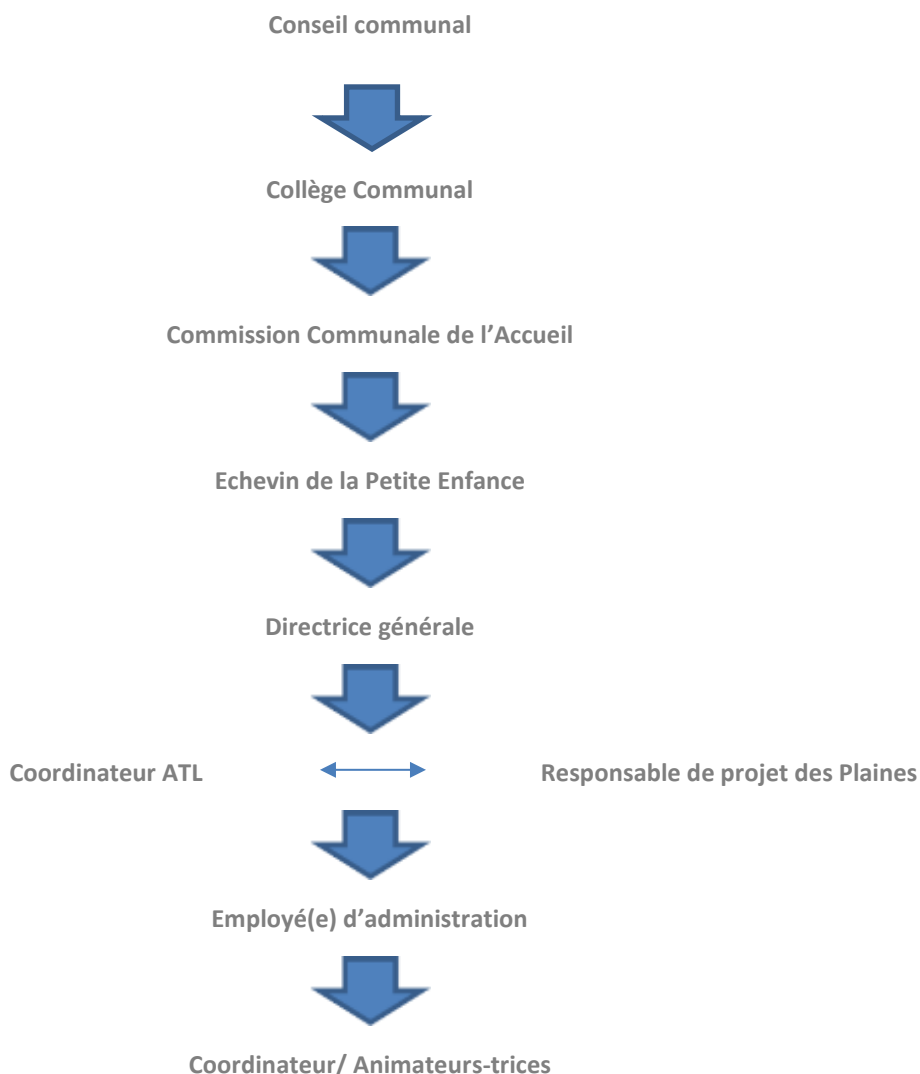 Conseil communal
Collège Communal
Commission Communale de l’Accueil
Echevin de la Petite Enfance
Directrice générale
Coordinateur ATL
Responsable de projet des Plaines
Employé(e) d’administration
Coordinateur/ Animateurs-trices